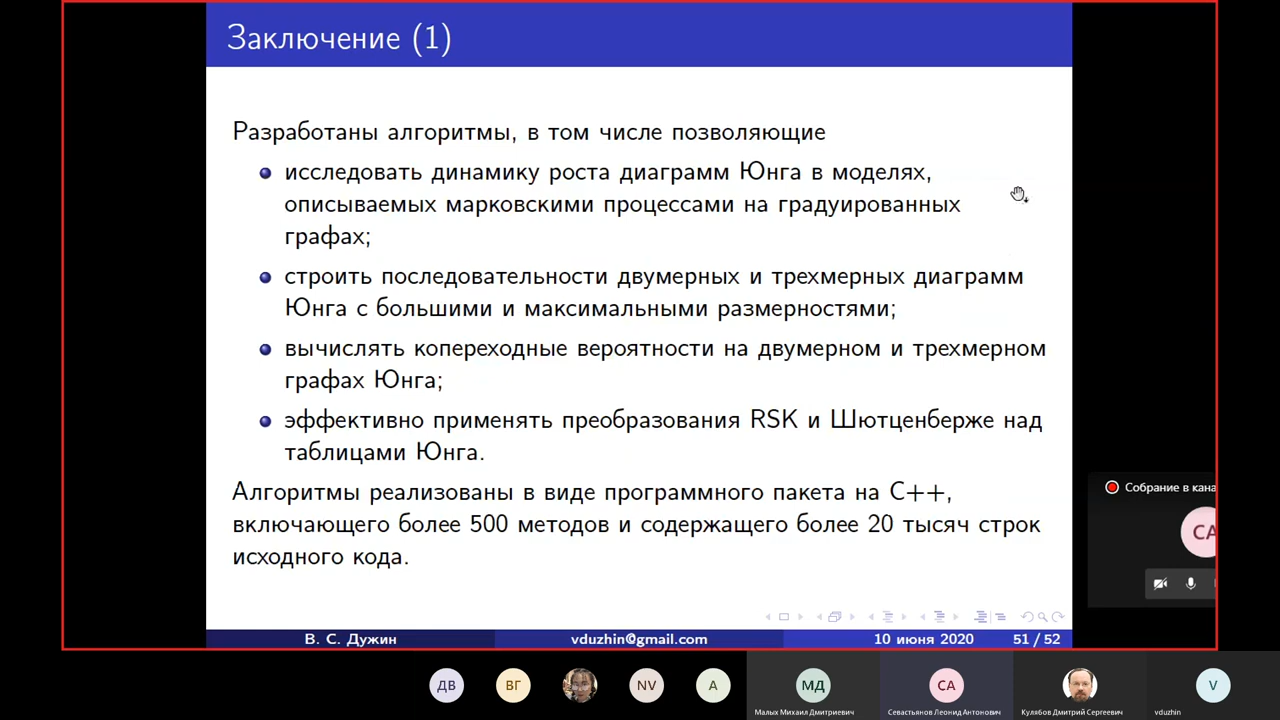 Заключение (1)
Разработаны алгоритмы, в том числе позволяющие
исследовать динамику роста диаграмм Юнга в моделях,
описываемых марковскими процессами на градуированных
графах;
строить последовательности двумерных и трехмерных диаграмм
Юнга с большими и максимальными размерностями;
вычислять копереходные вероятности на двумерном и трехмерном
графах Юнга;
эффективно применять преобразования RSK и Шютценберже над
таблицами Юнга.
Алгоритмы реализованы в виде программного пакета на C++,
включающего более 500 методов и содержащего более 20 тысяч строк
исходного кода.
Собрание в кана
СА
В. С. Дужин vduzhin@gmail.com 10 июня 2020 51 / 52
ДВ ВГ NV А МД СА V
Малых Михаил Дмитриевич Севастьянов Леонид Антонович Кулябов Дмитрий Сергеевич vduzhin